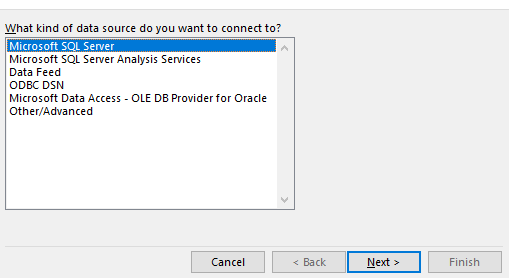 What kind of data source do you want to connect to?
Microsoft SQL Server
Microsoft SQL Server Analysis Services
Data Feed
ODBC DSN
Microsoft Data Access - OLE DB Provider for Oracle
Other/Advanced
Cancel
< Back
Next >
Finish